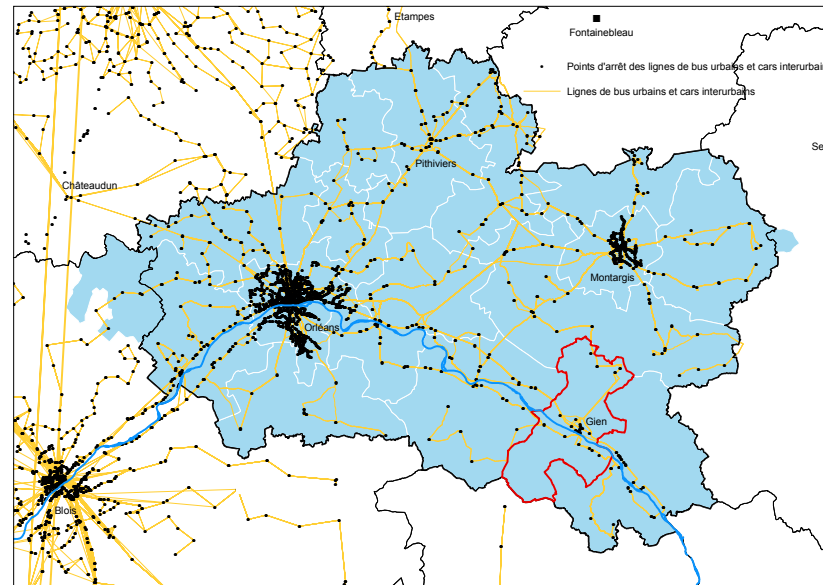 Etampes
Fontainebleau
Points d'arrêt des lignes de bus urbains et cars interurbain
Lignes de bus urbains et cars interurbains
Se
Pithiviers
Châteaudun
Montargis
Orléans
Gien
Blois